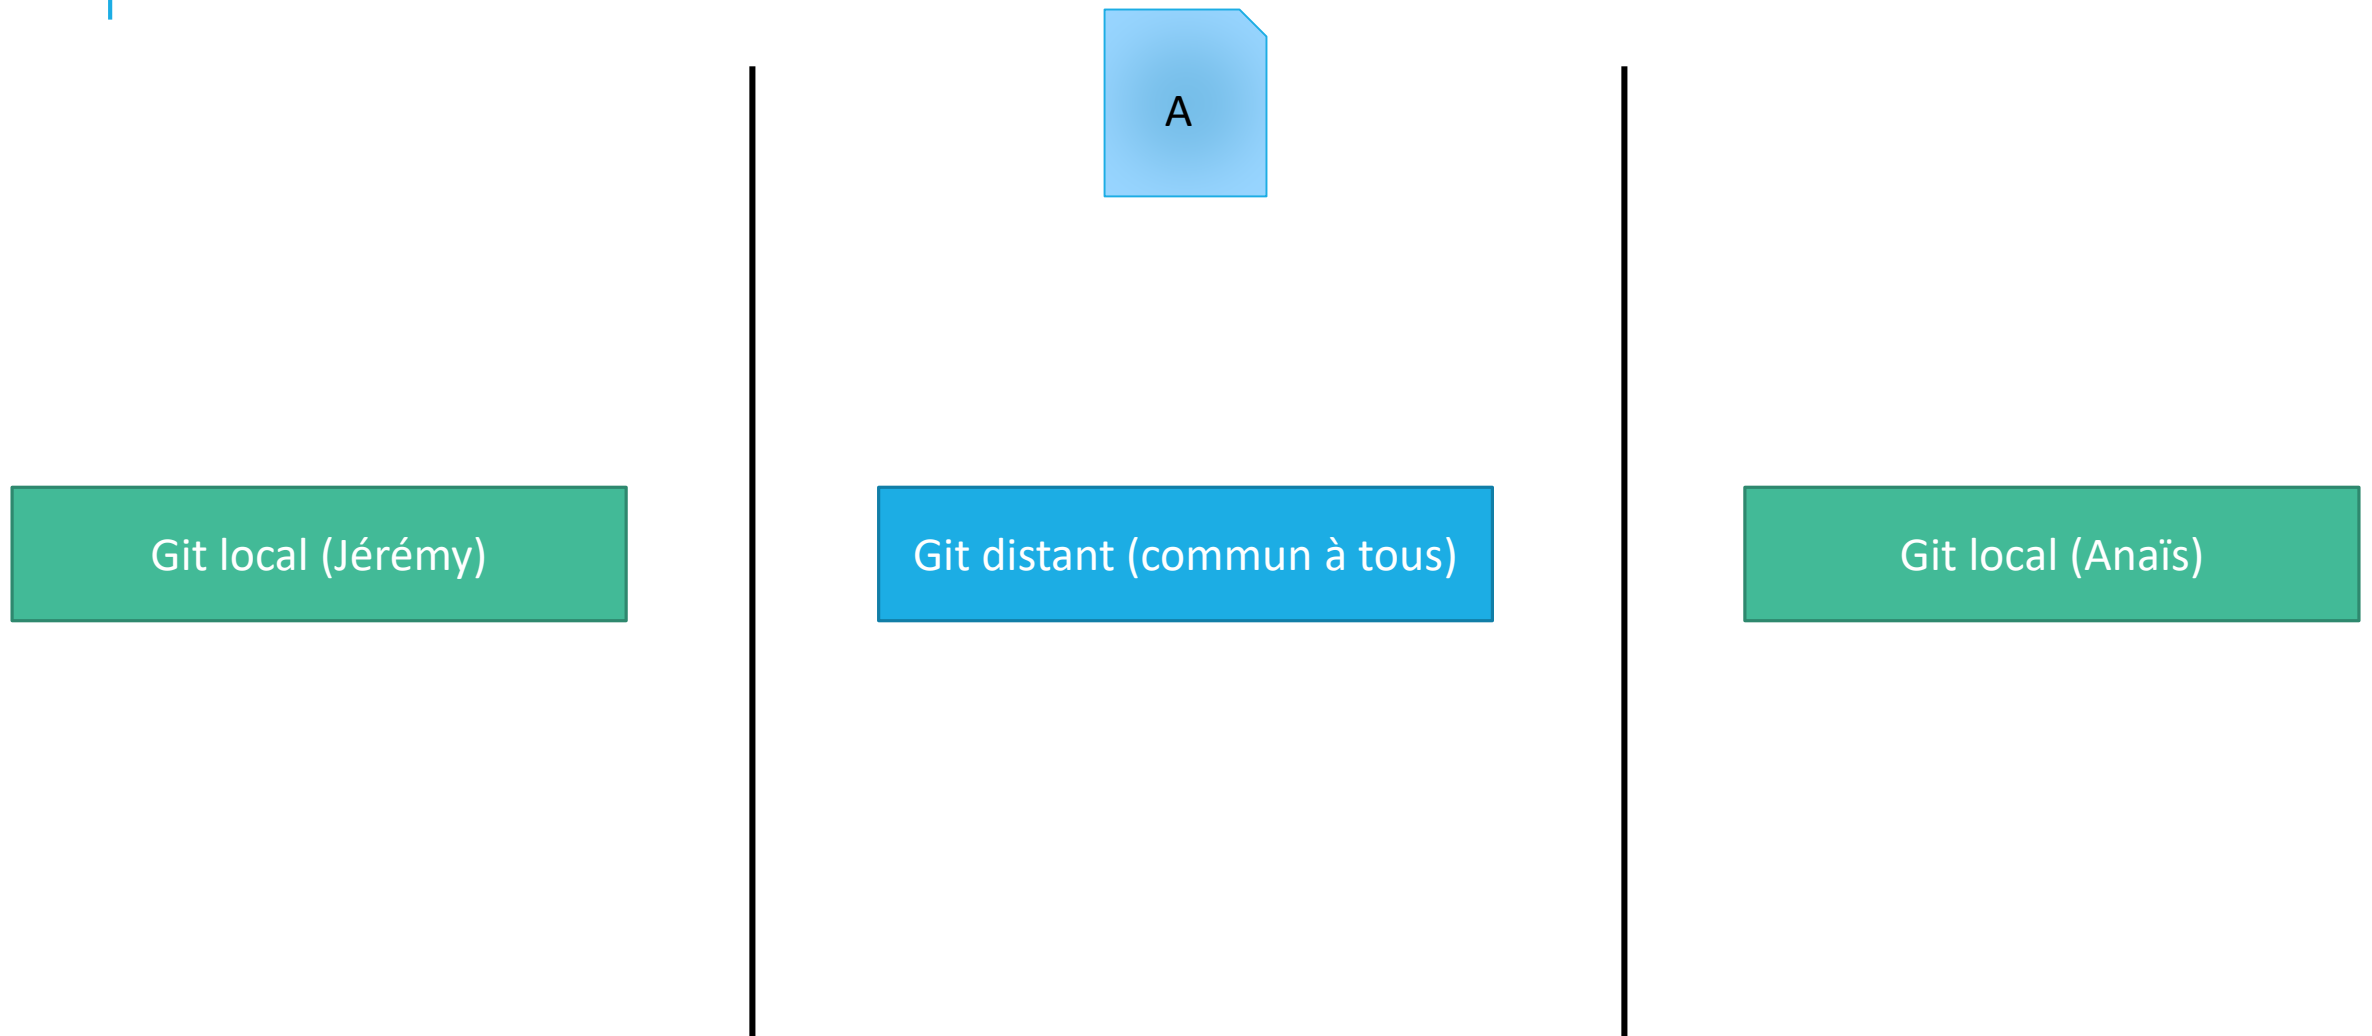 A
Git local (Jérémy)
Git distant (commun à tous)
Git local (Anaïs)